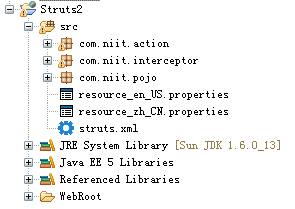 Struts2
src
com.niit.action
com.niit.interceptor
com.niit.pojo
resource_en_US.properties
resource_zh_CN.properties
struts.xml
JRE System Library [Sun JDK 1.6.0_13]
Java EE 5 Libraries
Referenced Libraries
WebRoot